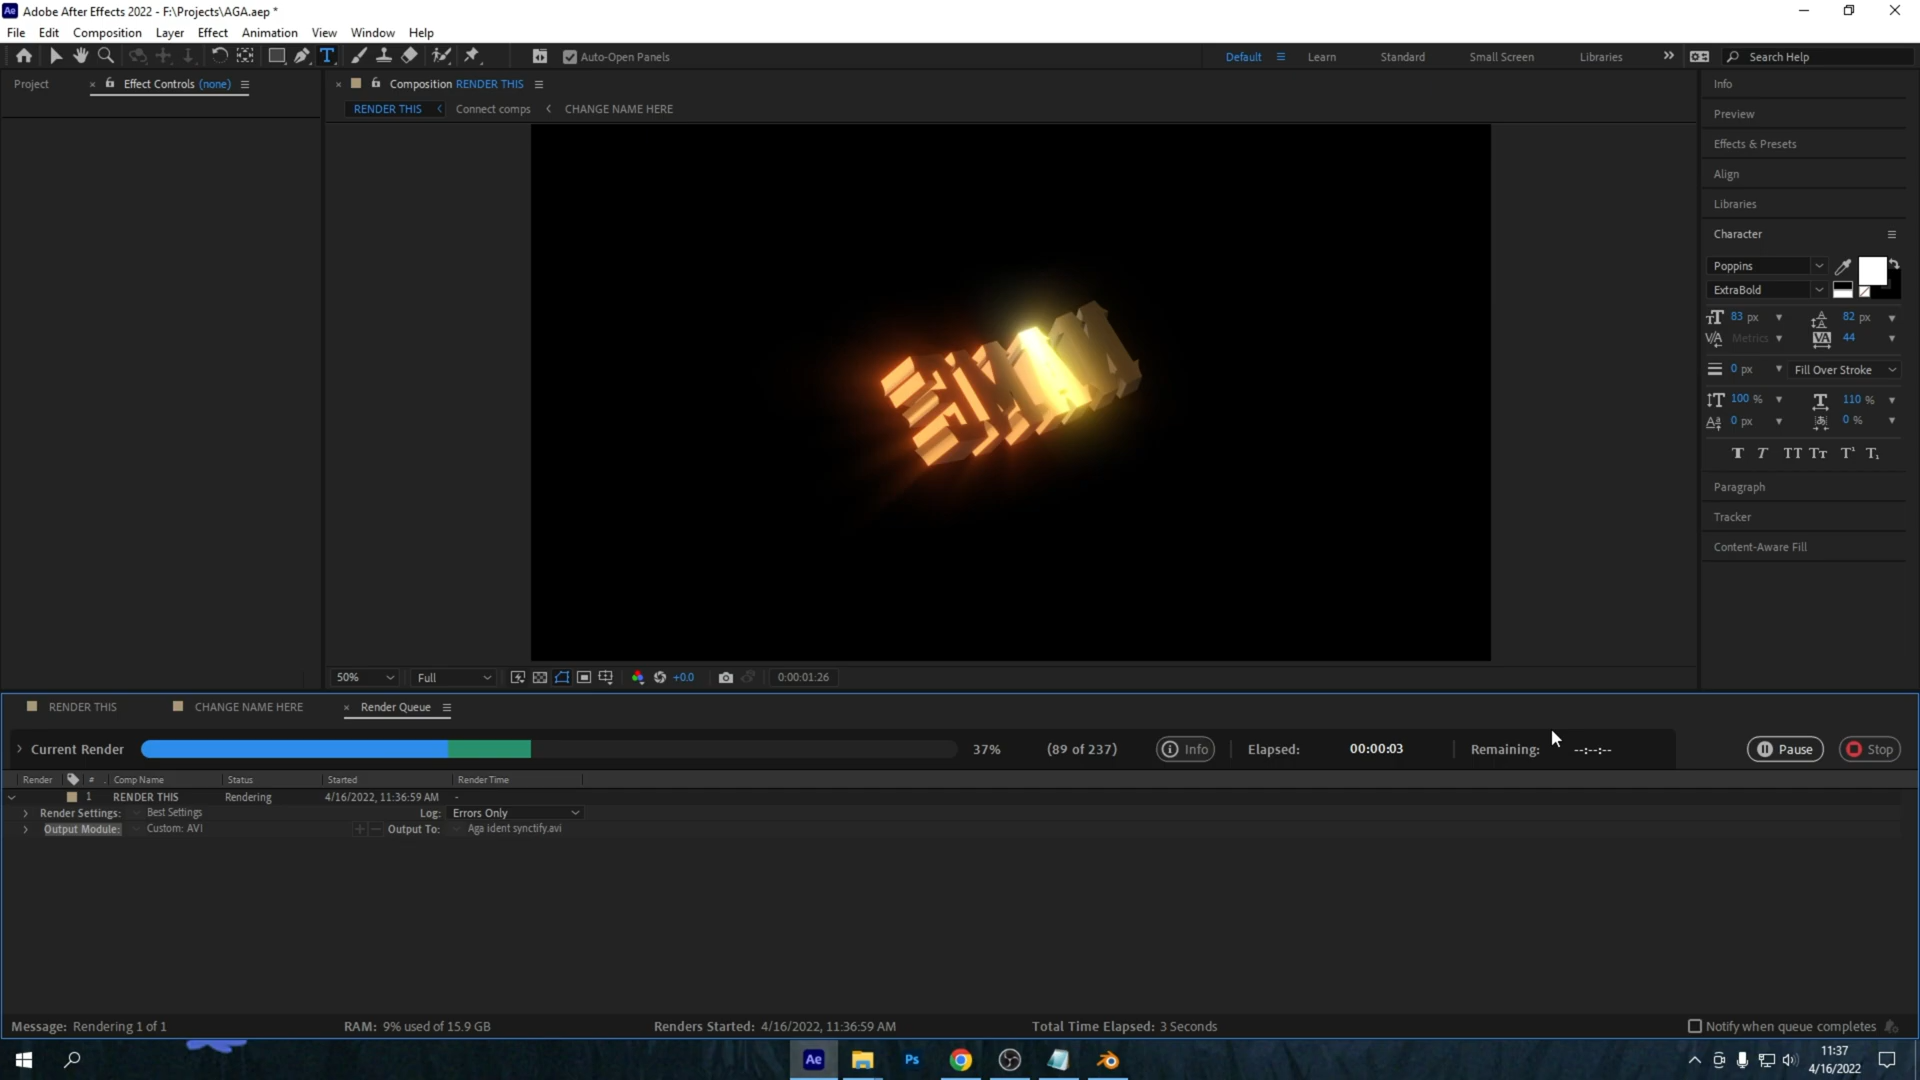 Ae Adobe After Effects 2022 - F:\Projects\AGA.aep *
File Edit Composition Layer Effect Animation View Window Help
Auto-Open Panels
Default Learn Standard Small Screen Libraries Search Help
Project Effect Controls (none)
Composition RENDER THIS
RENDER THIS Connect comps CHANGE NAME HERE
Info
Preview
Effects & Presets
Align
Libraries
Character
Poppins
ExtraBold
83 px 82 px
Metrics 44
0 px Fill Over Stroke
100 % 110 %
0 px 0 %
T T TT Tт T¹ T₁
Paragraph
Tracker
Content-Aware Fill
50% Full +0.0 0:00:01:26
RENDER THIS CHANGE NAME HERE Render Queue
Current Render 37% (89 of 237) Info Elapsed: 00:00:03 Remaining: --:--:-- Pause Stop
Render # Comp Name Status Started Render Time
1 RENDER THIS Rendering 4/16/2022, 11:36:59 AM -
Render Settings: Best Settings Log: Errors Only
Output Module: Custom: AVI + − Output To: Aga ident synctify.avi
Message: Rendering 1 of 1 RAM: 9% used of 15.9 GB Renders Started: 4/16/2022, 11:36:59 AM Total Time Elapsed: 3 Seconds Notify when queue completes
Ae Ps
11:37
4/16/2022